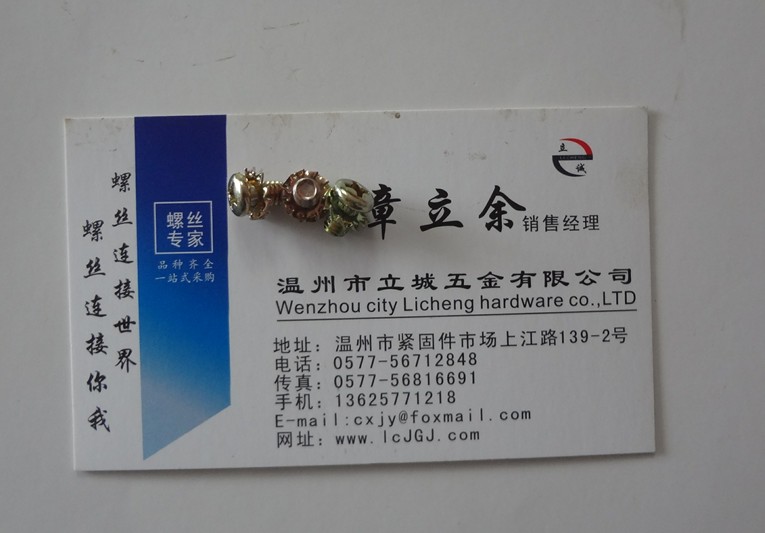 螺丝连接世界
螺丝连接你我
螺丝
专家
品种齐全
一站式采购
立
诚
章立余 销售经理
温州市立城五金有限公司
Wenzhou city Licheng hardware co.,LTD
地址：温州市紧固件市场上江路139-2号
电话：0577-56712848
传真：0577-56816691
手机：13625771218
E-mail:cxjy@foxmail.com
网址：www.lcJGJ.com